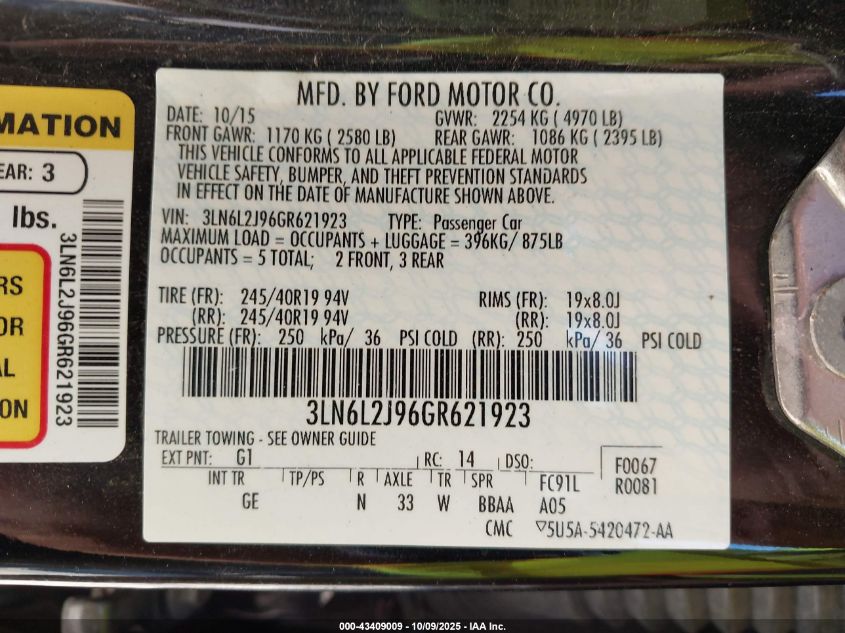 MATION
EAR: 3
lbs.
RS
OR
AL
ON
3LN6L2J96GR621923
MFD. BY FORD MOTOR CO.
DATE: 10/15 GVWR: 2254 KG ( 4970 LB)
FRONT GAWR: 1170 KG ( 2580 LB) REAR GAWR: 1086 KG ( 2395 LB)
THIS VEHICLE CONFORMS TO ALL APPLICABLE FEDERAL MOTOR
VEHICLE SAFETY, BUMPER, AND THEFT PREVENTION STANDARDS
IN EFFECT ON THE DATE OF MANUFACTURE SHOWN ABOVE.
VIN: 3LN6L2J96GR621923 TYPE: Passenger Car
MAXIMUM LOAD = OCCUPANTS + LUGGAGE = 396KG/ 875LB
OCCUPANTS = 5 TOTAL; 2 FRONT, 3 REAR
TIRE (FR): 245/40R19 94V RIMS (FR): 19x8.0J
(RR): 245/40R19 94V (RR): 19x8.0J
PRESSURE (FR): 250 kPa/ 36 PSI COLD (RR): 250 kPa/ 36 PSI COLD
3LN6L2J96GR621923
TRAILER TOWING - SEE OWNER GUIDE
EXT PNT: G1 RC: 14 DSO: F0067
INT TR TP/PS R AXLE TR SPR FC91L R0081
GE N 33 W BBAA A05
CMC 5U5A-5420472-AA
000-43409009 - 10/09/2025 - IAA Inc.